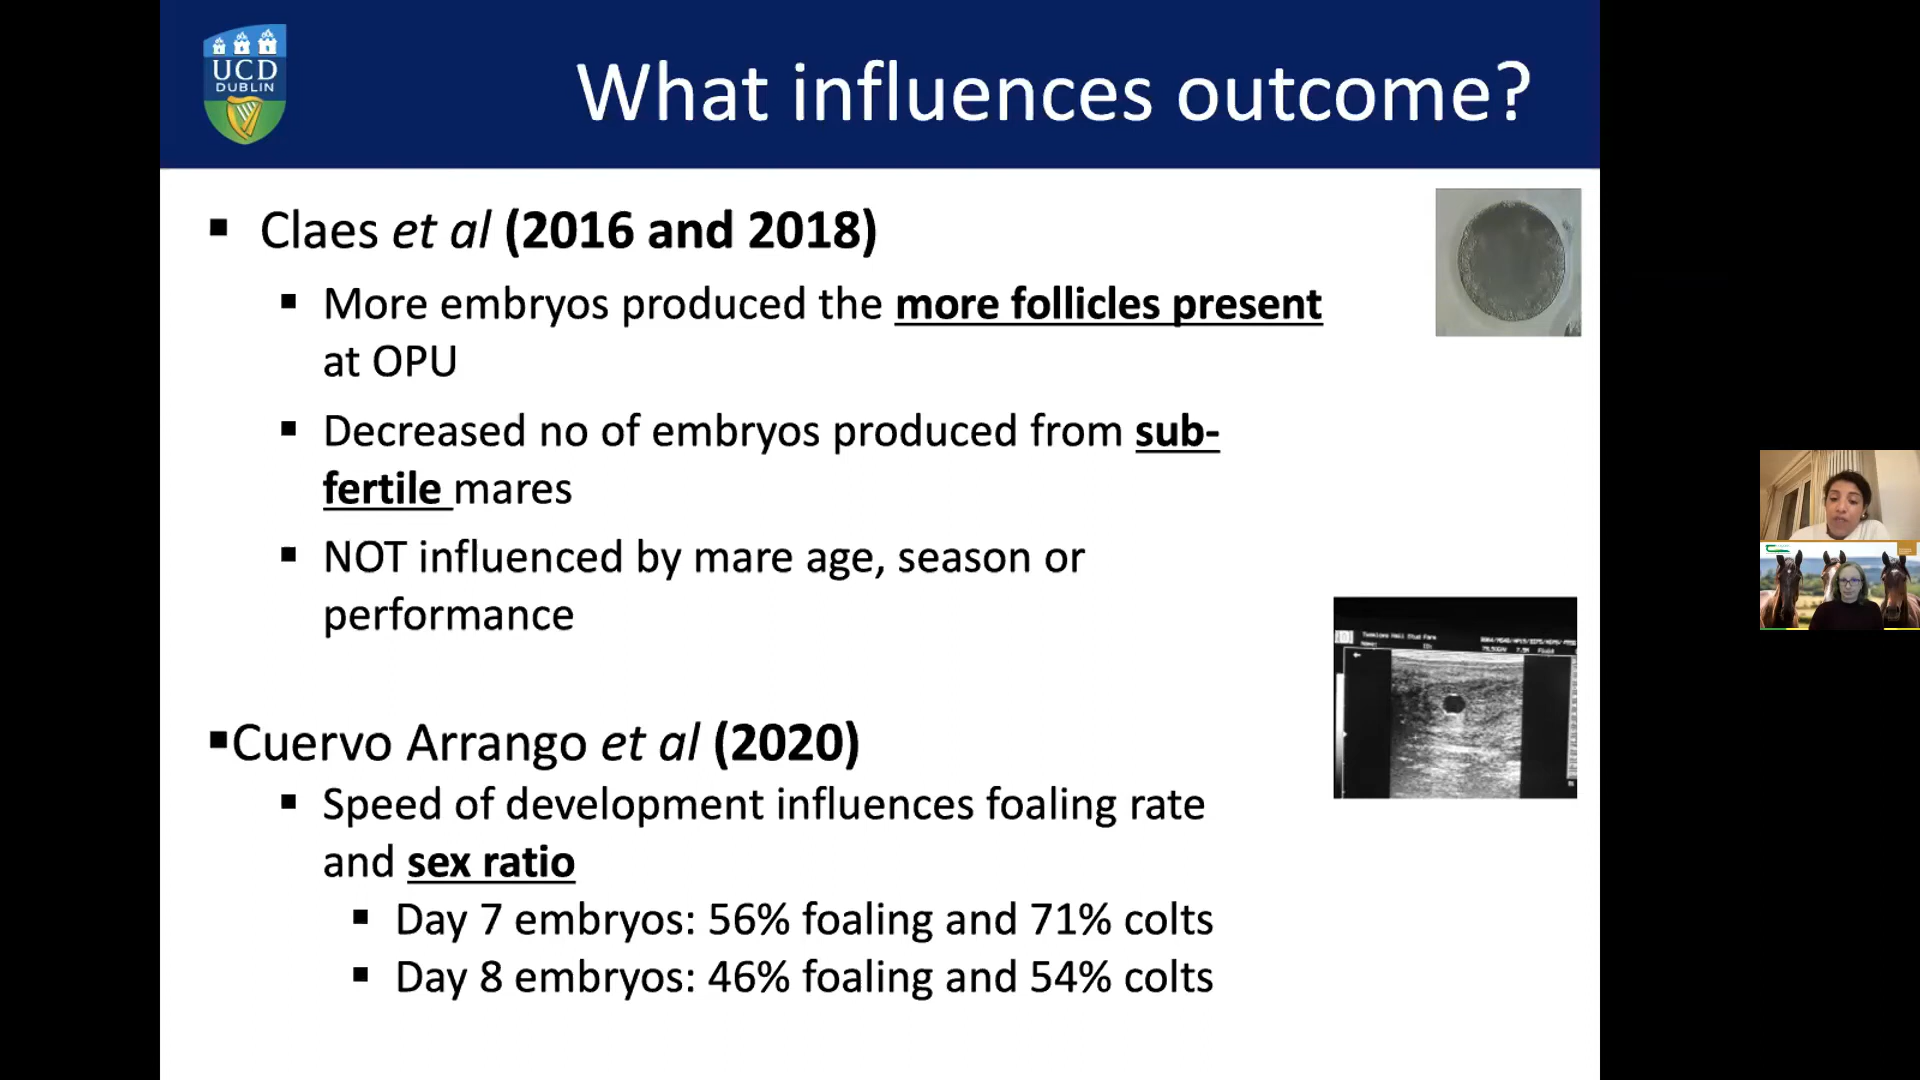 UCD
DUBLIN
What influences outcome?
▪ Claes et al (2016 and 2018)
▪ More embryos produced the more follicles present
at OPU
▪ Decreased no of embryos produced from sub-
fertile mares
▪ NOT influenced by mare age, season or
performance
▪Cuervo Arrango et al (2020)
▪ Speed of development influences foaling rate
and sex ratio
▪ Day 7 embryos: 56% foaling and 71% colts
▪ Day 8 embryos: 46% foaling and 54% colts